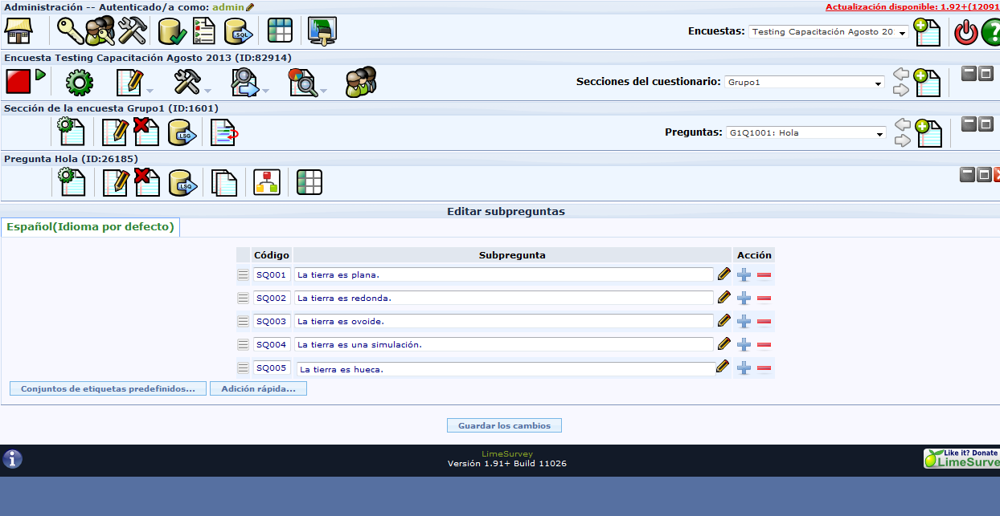 Administración -- Autenticado/a como: admin
Actualización disponible: 1.92+(12091
Encuestas: Testing Capacitación Agosto 20
Encuesta Testing Capacitación Agosto 2013 (ID:82914)
Secciones del cuestionario: Grupo1
Sección de la encuesta Grupo1 (ID:1601)
Preguntas: G1Q1001: Hola
Pregunta Hola (ID:26185)
Editar subpreguntas
Español(Idioma por defecto)
Código Subpregunta Acción
SQ001 La tierra es plana.
SQ002 La tierra es redonda.
SQ003 La tierra es ovoide.
SQ004 La tierra es una simulación.
SQ005 La tierra es hueca.
Conjuntos de etiquetas predefinidos... Adición rápida...
Guardar los cambios
LimeSurvey
Versión 1.91+ Build 11026
Like it? Donate
LimeSurve